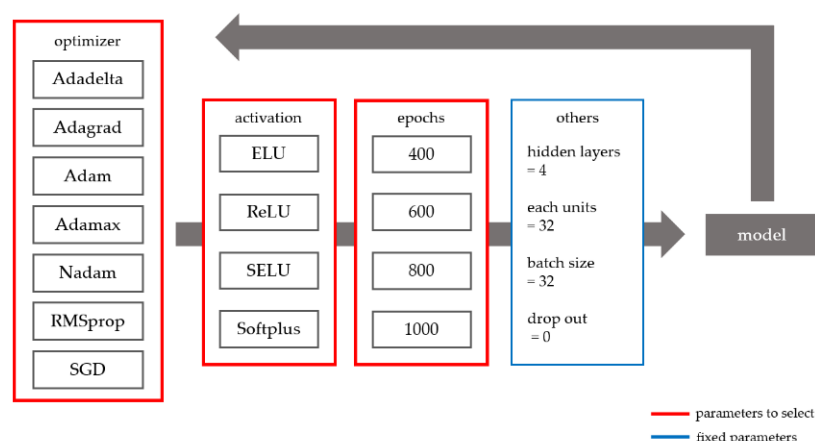 optimizer
Adadelta
Adagrad
Adam
Adamax
Nadam
RMSprop
SGD
activation
ELU
ReLU
SELU
Softplus
epochs
400
600
800
1000
others
hidden layers
= 4
each units
= 32
batch size
= 32
drop out
= 0
model
parameters to select
fixed parameters